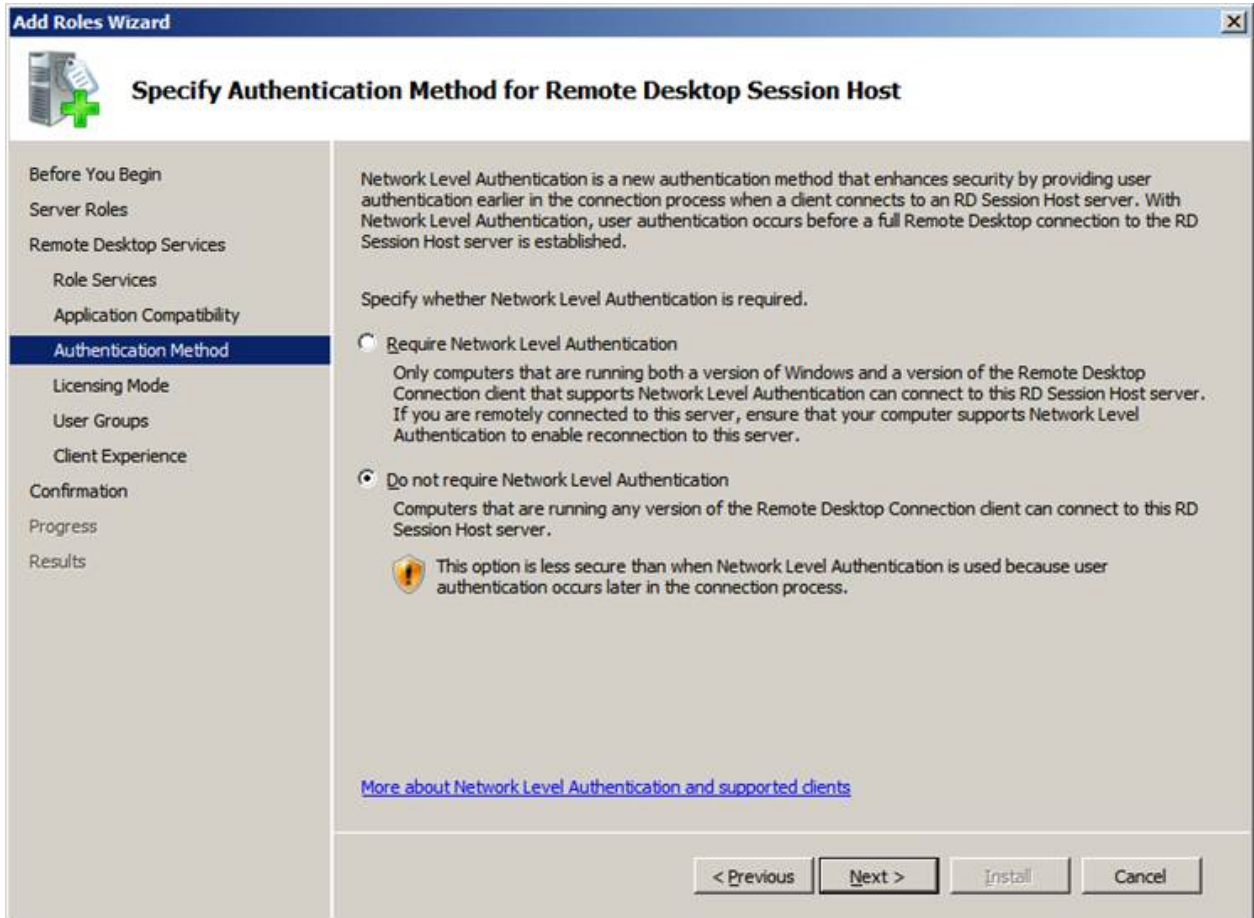 Add Roles Wizard
Specify Authentication Method for Remote Desktop Session Host
Before You Begin
Server Roles
Remote Desktop Services
Role Services
Application Compatibility
Authentication Method
Licensing Mode
User Groups
Client Experience
Confirmation
Progress
Results
Network Level Authentication is a new authentication method that enhances security by providing user
authentication earlier in the connection process when a client connects to an RD Session Host server. With
Network Level Authentication, user authentication occurs before a full Remote Desktop connection to the RD
Session Host server is established.
Specify whether Network Level Authentication is required.
Require Network Level Authentication
Only computers that are running both a version of Windows and a version of the Remote Desktop
Connection client that supports Network Level Authentication can connect to this RD Session Host server.
If you are remotely connected to this server, ensure that your computer supports Network Level
Authentication to enable reconnection to this server.
Do not require Network Level Authentication
Computers that are running any version of the Remote Desktop Connection client can connect to this RD
Session Host server.
This option is less secure than when Network Level Authentication is used because user
authentication occurs later in the connection process.
More about Network Level Authentication and supported clients
< Previous
Next >
Install
Cancel